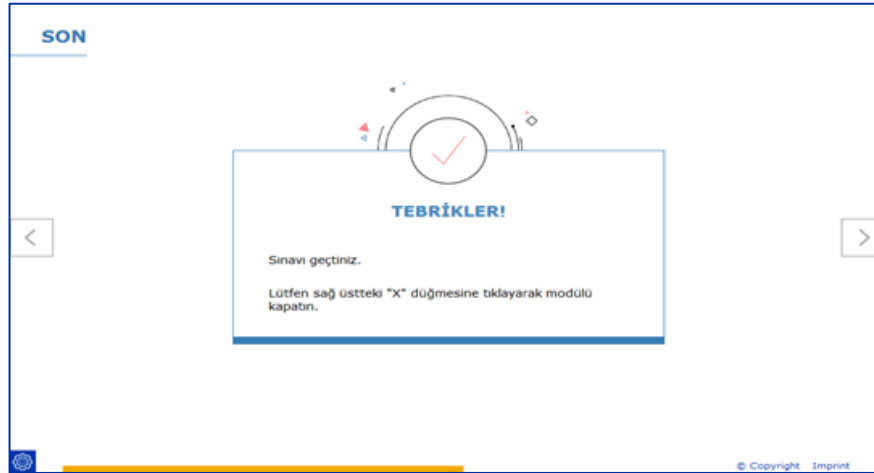 SON
TEBRİKLER!
Sınavı geçtiniz.
Lütfen sağ üstteki "X" düğmesine tıklayarak modülü
kapatın.
© Copyright Imprint